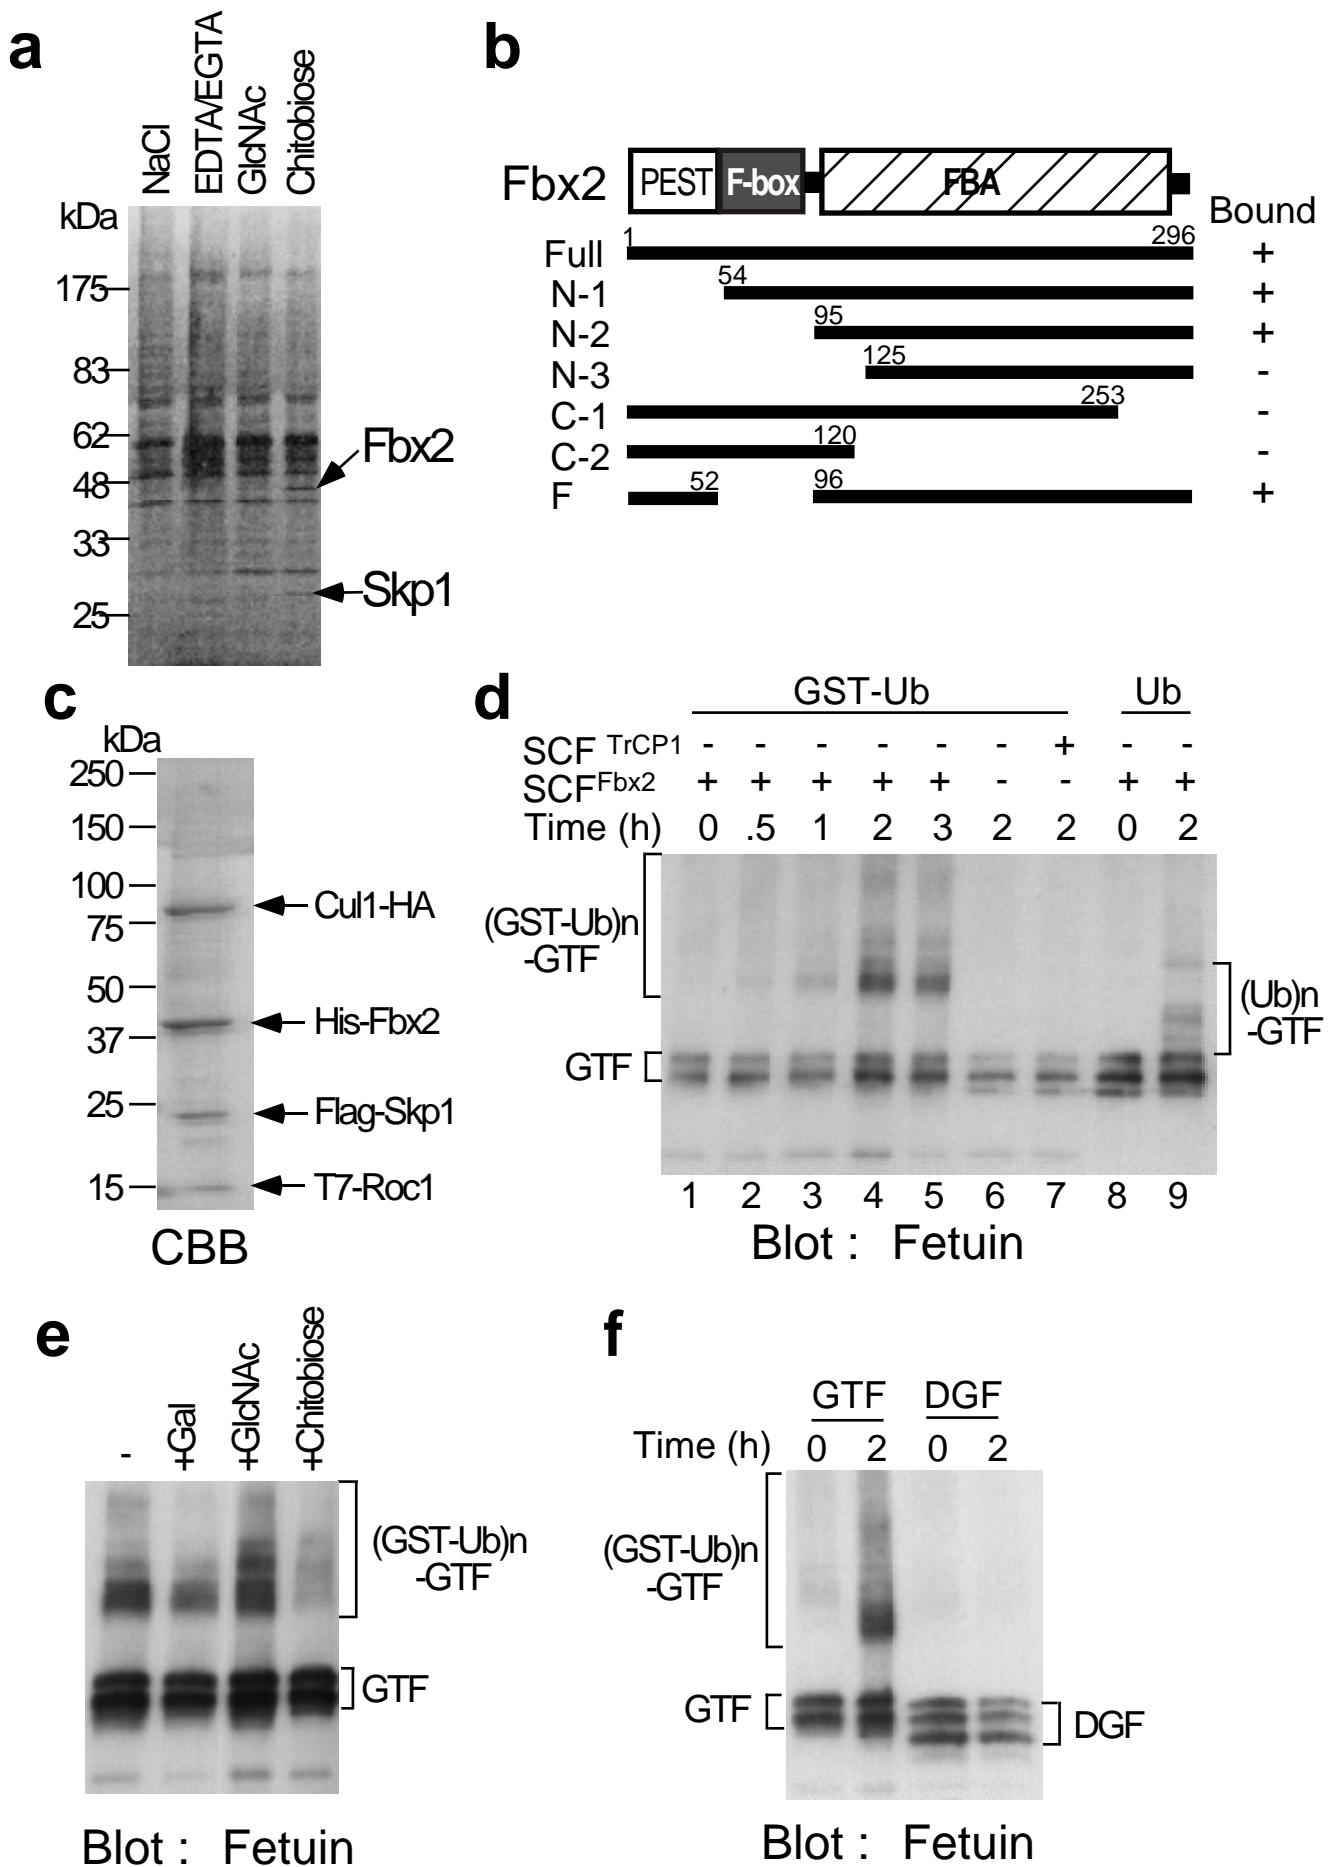 a
NaCl
EDTA/EGTA
GlcNAc
Chitobiose
kDa
175
83
62
48
33
25
Fbx2
Skp1
b
Fbx2
PEST
F-box
FBA
Bound
Full 1 296 +
N-1 54 +
N-2 95 +
N-3 125 -
C-1 253 -
C-2 120 -
F 52 96 +
c
kDa
250
150
100
75
50
37
25
15
Cul1-HA
His-Fbx2
Flag-Skp1
T7-Roc1
CBB
d
GST-Ub Ub
SCF TrCP1 - - - - - - + - -
SCF Fbx2 + + + + + - - + +
Time (h) 0 .5 1 2 3 2 2 0 2
(GST-Ub)n
-GTF
GTF
(Ub)n
-GTF
1 2 3 4 5 6 7 8 9
Blot : Fetuin
e
-
+Gal
+GlcNAc
+Chitobiose
(GST-Ub)n
-GTF
GTF
Blot : Fetuin
f
GTF DGF
Time (h) 0 2 0 2
(GST-Ub)n
-GTF
GTF
DGF
Blot : Fetuin